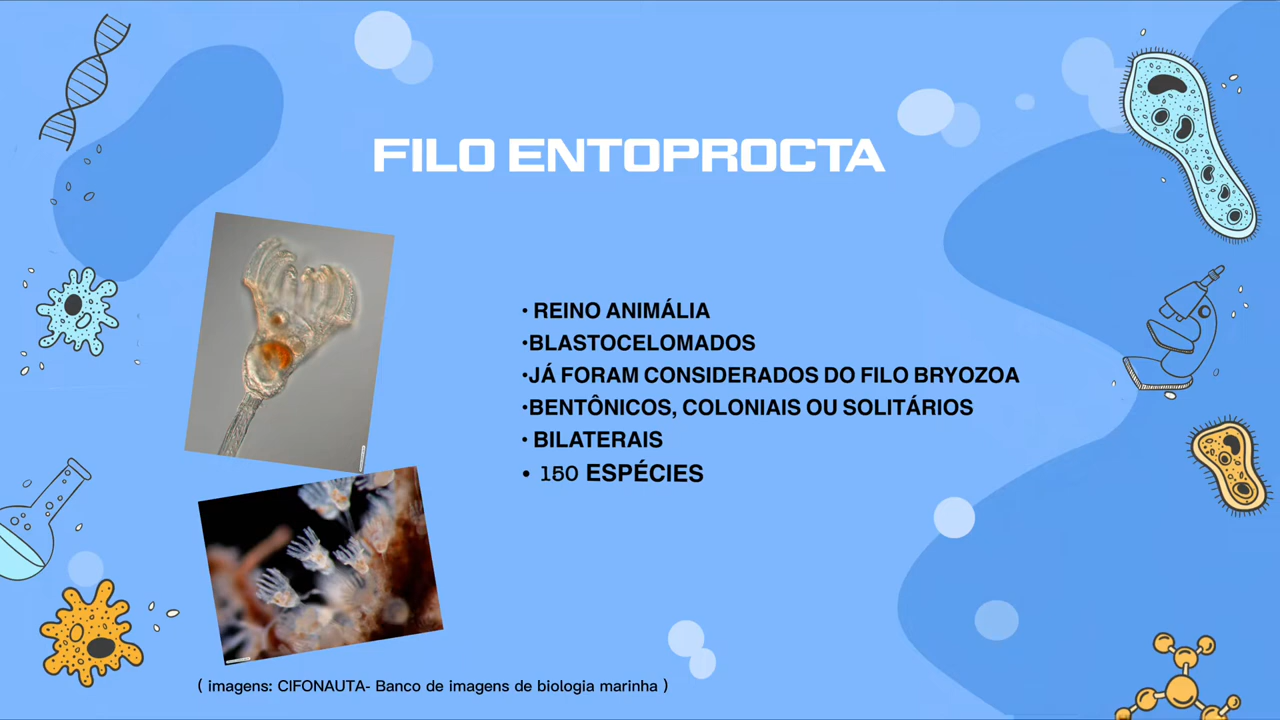 FILO ENTOPROCTA
• REINO ANIMÁLIA
•BLASTOCELOMADOS
•JÁ FORAM CONSIDERADOS DO FILO BRYOZOA
•BENTÔNICOS, COLONIAIS OU SOLITÁRIOS
• BILATERAIS
• 150 ESPÉCIES
( imagens: CIFONAUTA- Banco de imagens de biologia marinha )